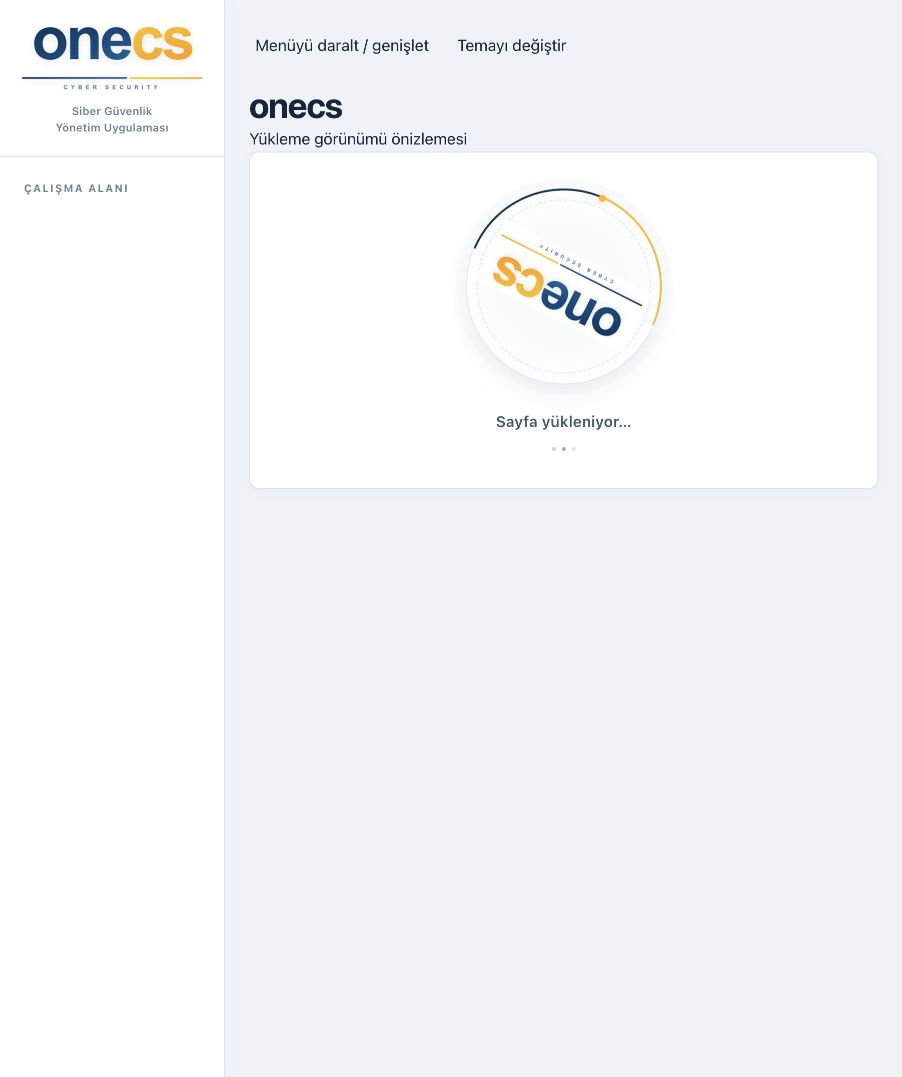 onecs
CYBER SECURITY
Siber Güvenlik
Yönetim Uygulaması
ÇALIŞMA ALANI
Menüyü daralt / genişlet
Temayı değiştir
onecs
Yükleme görünümü önizlemesi
onecs
CYBER SECURITY
Sayfa yükleniyor...